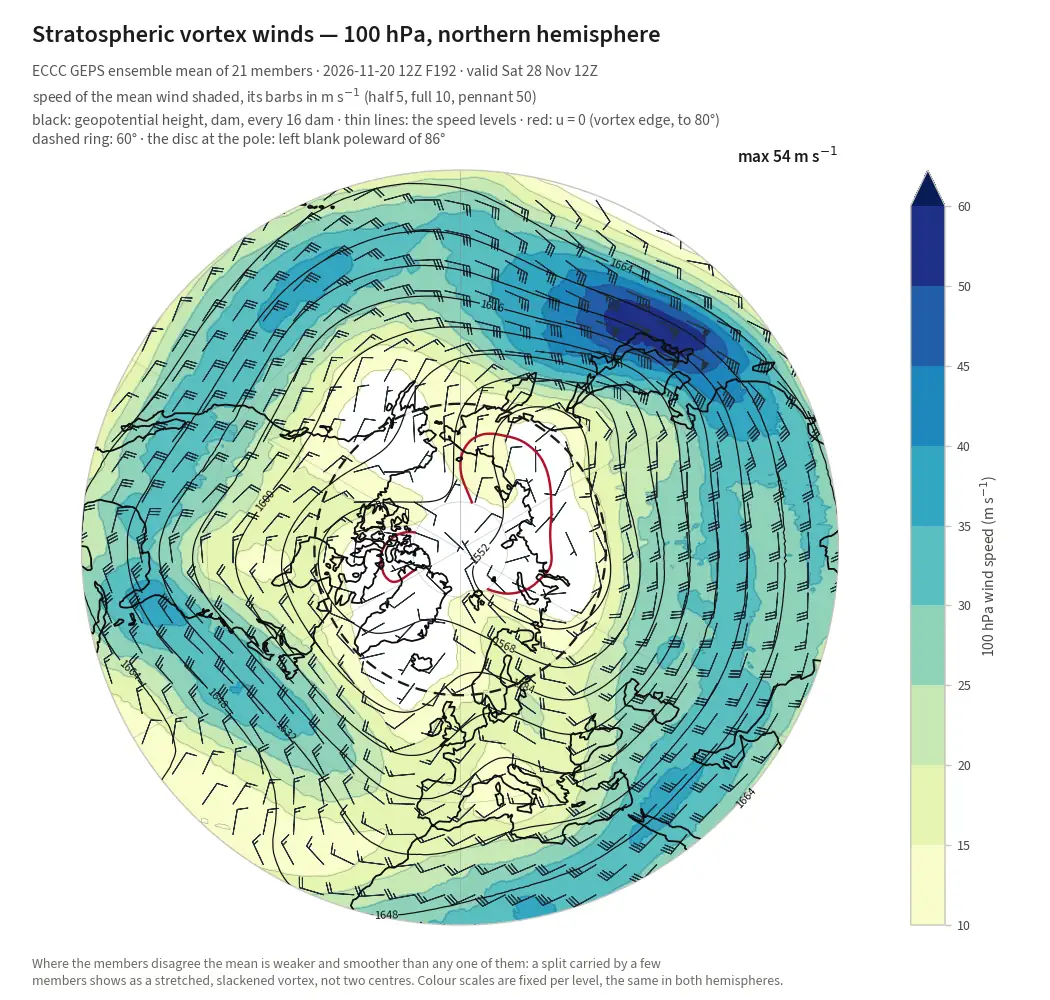 Stratospheric vortex winds — 100 hPa, northern hemisphere
ECCC GEPS ensemble mean of 21 members · 2026-11-20 12Z F192 · valid Sat 28 Nov 12Z
speed of the mean wind shaded, its barbs in m s⁻¹ (half 5, full 10, pennant 50)
black: geopotential height, dam, every 16 dam · thin lines: the speed levels · red: u = 0 (vortex edge, to 80°)
dashed ring: 60° · the disc at the pole: left blank poleward of 86°
max 54 m s⁻¹
60
50
45
40
35
30
25
20
15
10
100 hPa wind speed (m s⁻¹)
1664
1616
1600
1552
1568
1664
1648
1632
1664
1648
Where the members disagree the mean is weaker and smoother than any one of them: a split carried by a few
members shows as a stretched, slackened vortex, not two centres. Colour scales are fixed per level, the same in both hemispheres.